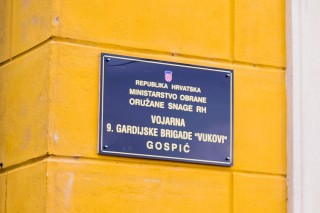 REPUBLIKA HRVATSKA
MINISTARSTVO OBRANE
ORUŽANE SNAGE RH
VOJARNA
9. GARDIJSKE BRIGADE "VUKOVI"
GOSPIĆ